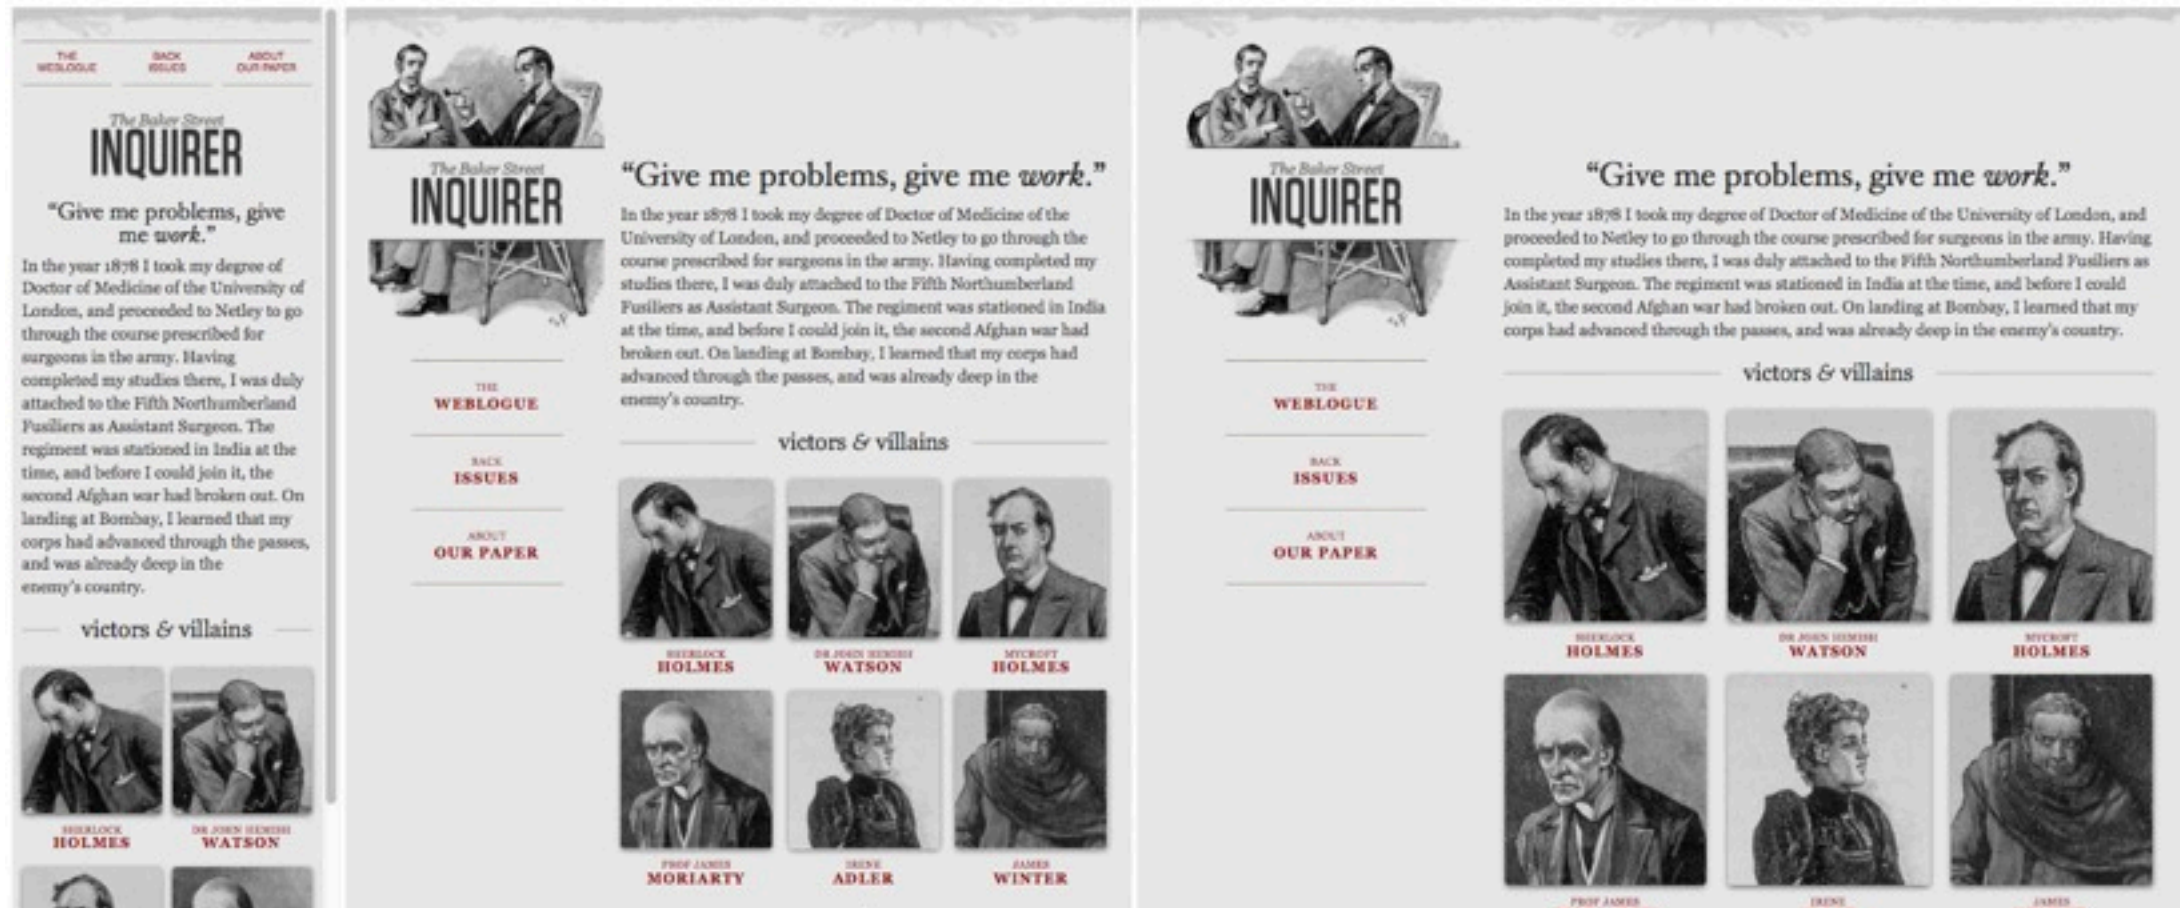 THE
WEBLOGUE
BACK
ISSUES
ABOUT
OUR PAPER
The Baker Street
INQUIRER
“Give me problems, give
me work.”
In the year 1878 I took my degree of
Doctor of Medicine of the University of
London, and proceeded to Netley to go
through the course prescribed for
surgeons in the army. Having
completed my studies there, I was duly
attached to the Fifth Northumberland
Fusiliers as Assistant Surgeon. The
regiment was stationed in India at the
time, and before I could join it, the
second Afghan war had broken out. On
landing at Bombay, I learned that my
corps had advanced through the passes,
and was already deep in the
enemy’s country.
victors & villains
SHERLOCK
HOLMES
DR JOHN HEMISH
WATSON
The Baker Street
INQUIRER
THE
WEBLOGUE
BACK
ISSUES
ABOUT
OUR PAPER
“Give me problems, give me work.”
In the year 1878 I took my degree of Doctor of Medicine of the
University of London, and proceeded to Netley to go through the
course prescribed for surgeons in the army. Having completed my
studies there, I was duly attached to the Fifth Northumberland
Fusiliers as Assistant Surgeon. The regiment was stationed in India
at the time, and before I could join it, the second Afghan war had
broken out. On landing at Bombay, I learned that my corps had
advanced through the passes, and was already deep in the
enemy’s country.
victors & villains
SHERLOCK
HOLMES
DR JOHN HEMISH
WATSON
MYCROFT
HOLMES
PROF JAMES
MORIARTY
IRENE
ADLER
JAMES
WINTER
The Baker Street
INQUIRER
THE
WEBLOGUE
BACK
ISSUES
ABOUT
OUR PAPER
“Give me problems, give me work.”
In the year 1878 I took my degree of Doctor of Medicine of the University of London, and
proceeded to Netley to go through the course prescribed for surgeons in the army. Having
completed my studies there, I was duly attached to the Fifth Northumberland Fusiliers as
Assistant Surgeon. The regiment was stationed in India at the time, and before I could
join it, the second Afghan war had broken out. On landing at Bombay, I learned that my
corps had advanced through the passes, and was already deep in the enemy’s country.
victors & villains
SHERLOCK
HOLMES
DR JOHN HEMISH
WATSON
MYCROFT
HOLMES
PROF JAMES
IRENE
JAMES